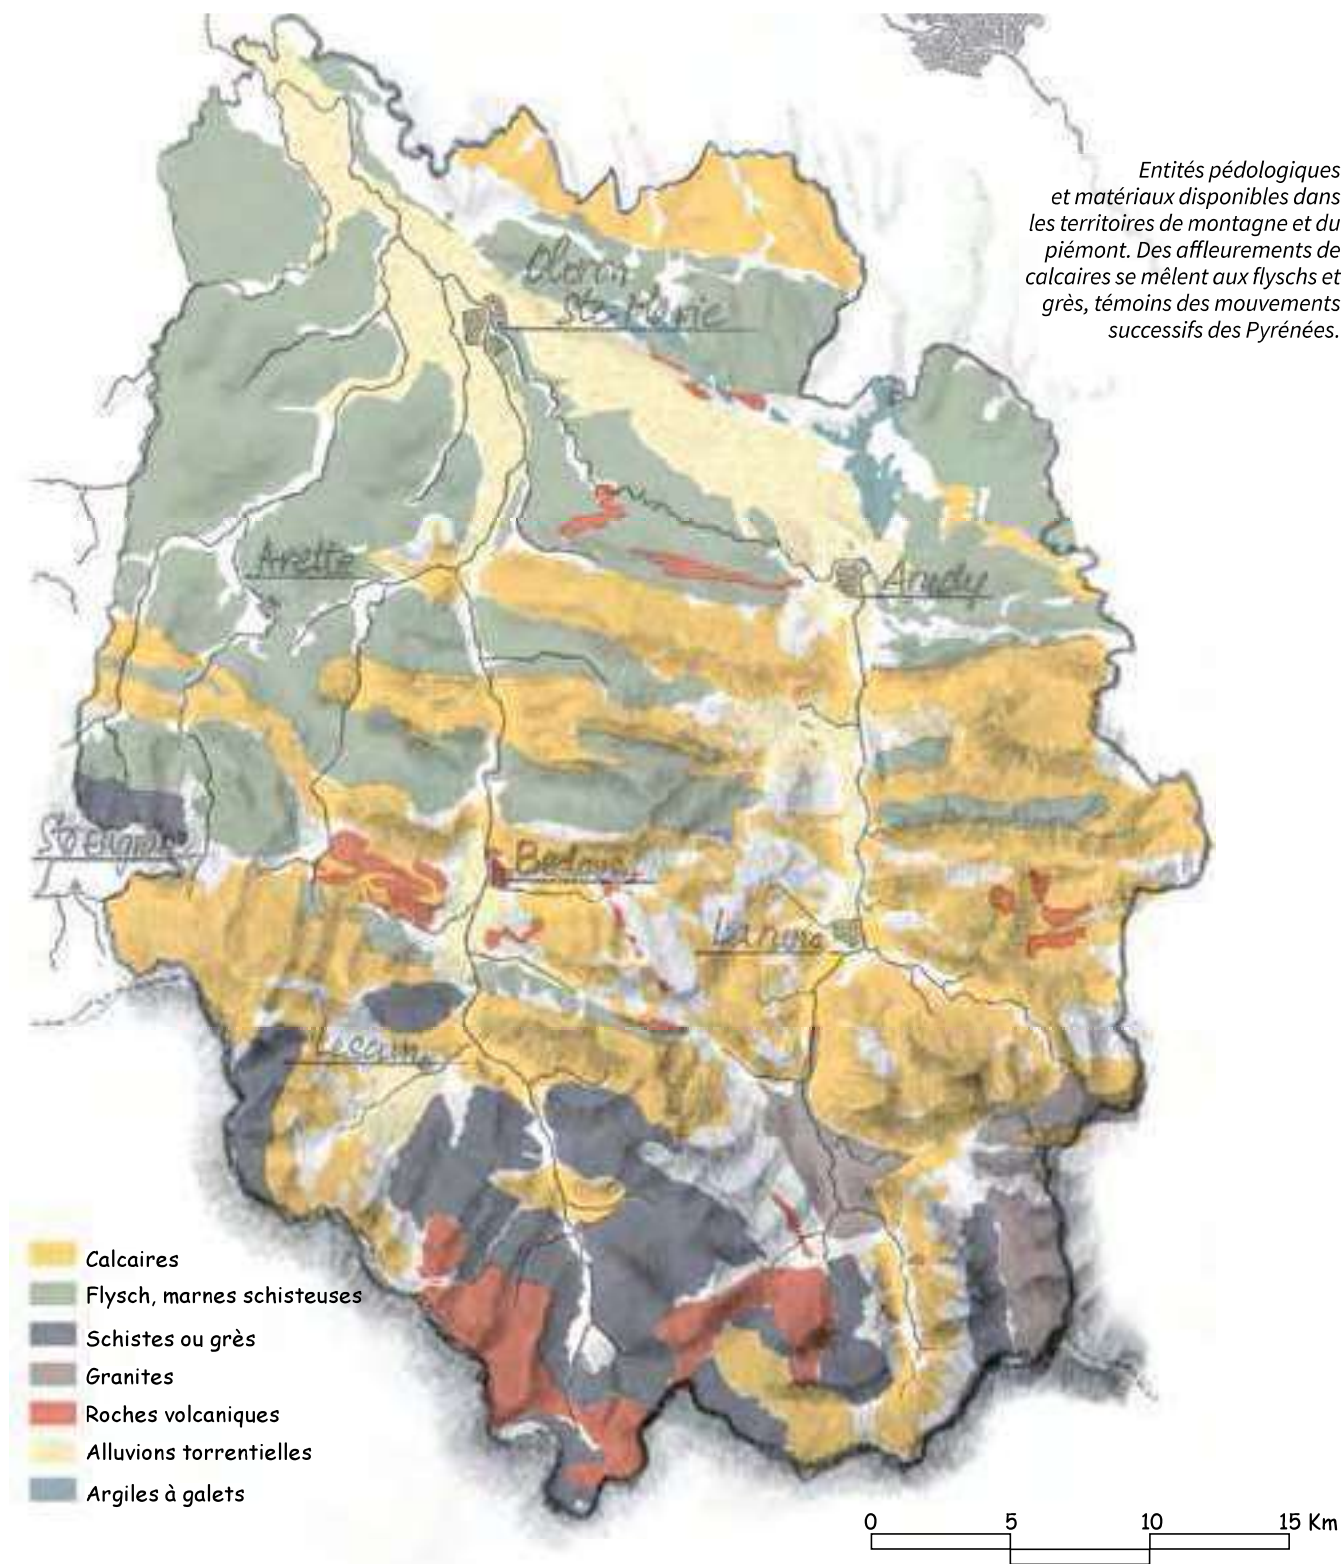 Entités pédologiques
et matériaux disponibles dans
les territoires de montagne et du
piémont. Des affleurements de
calcaires se mêlent aux flyschs et
grès, témoins des mouvements
successifs des Pyrénées.
Oloron
Ste-Marie
Arette
Arudy
Ste Engrâce
Bedous
Laruns
Lescun
Calcaires
Flysch, marnes schisteuses
Schistes ou grès
Granites
Roches volcaniques
Alluvions torrentielles
Argiles à galets
0 5 10 15 Km